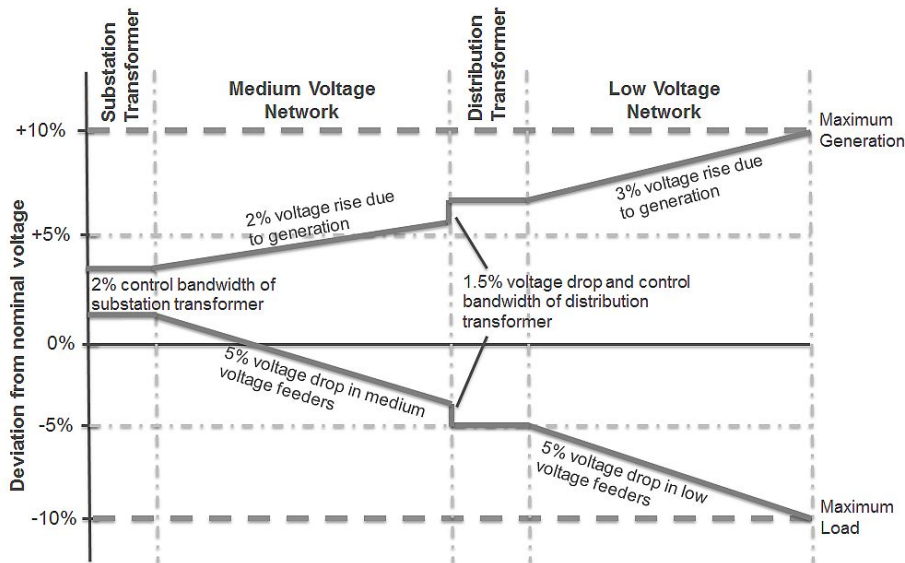 Substation
Transformer
Medium Voltage
Network
Distribution
Transformer
Low Voltage
Network
+10%
Maximum
Generation
3% voltage rise due
to generation
2% voltage rise due
to generation
+5%
2% control bandwidth of
substation transformer
1.5% voltage drop and control
bandwidth of distribution
transformer
0%
5% voltage drop in medium
voltage feeders
-5%
5% voltage drop in low
voltage feeders
-10%
Maximum
Load
Deviation from nominal voltage